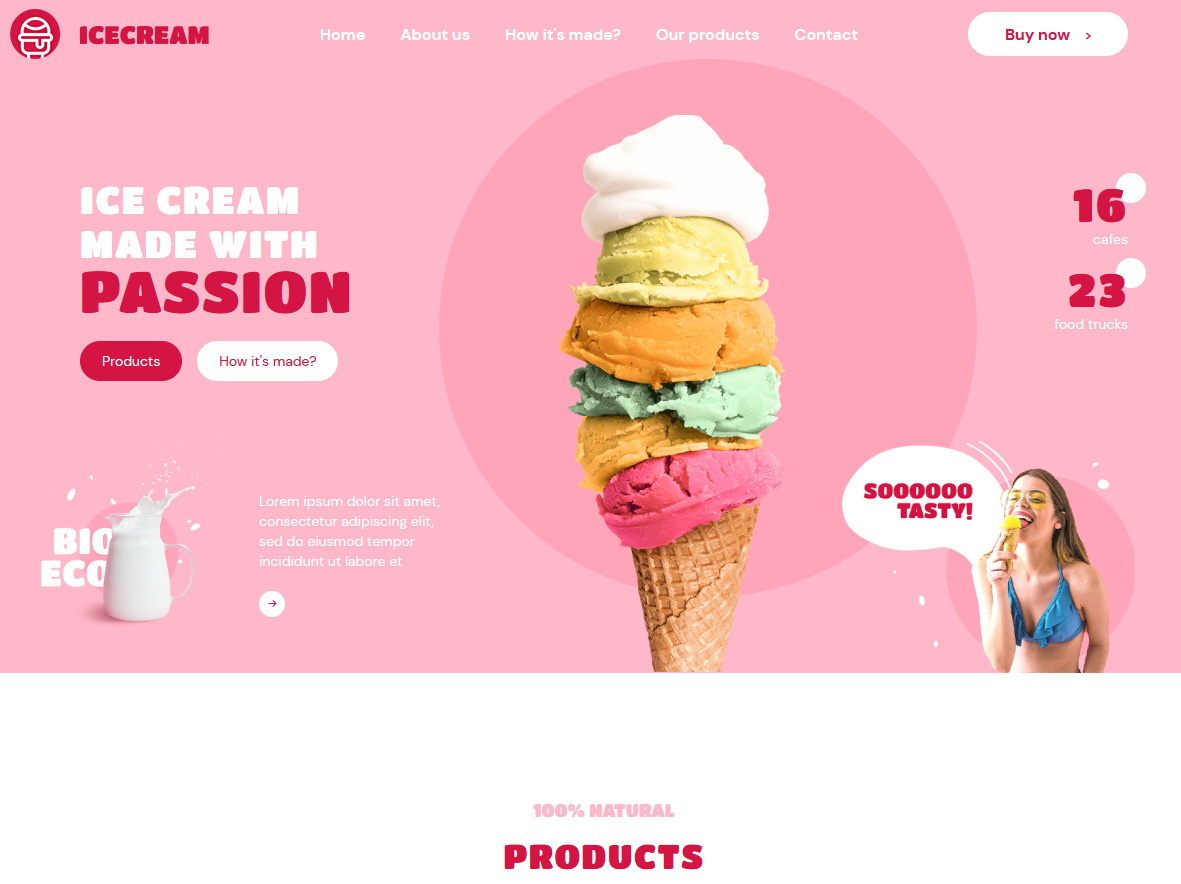 ICECREAM
Home
About us
How it's made?
Our products
Contact
Buy now >
ICE CREAM
MADE WITH
PASSION
Products
How it's made?
16
cafes
23
food trucks
BIO
ECO
Lorem ipsum dolor sit amet,
consectetur adipiscing elit,
sed do eiusmod tempor
incididunt ut labore et
→
SOOOOOO
TASTY!
100% NATURAL
PRODUCTS